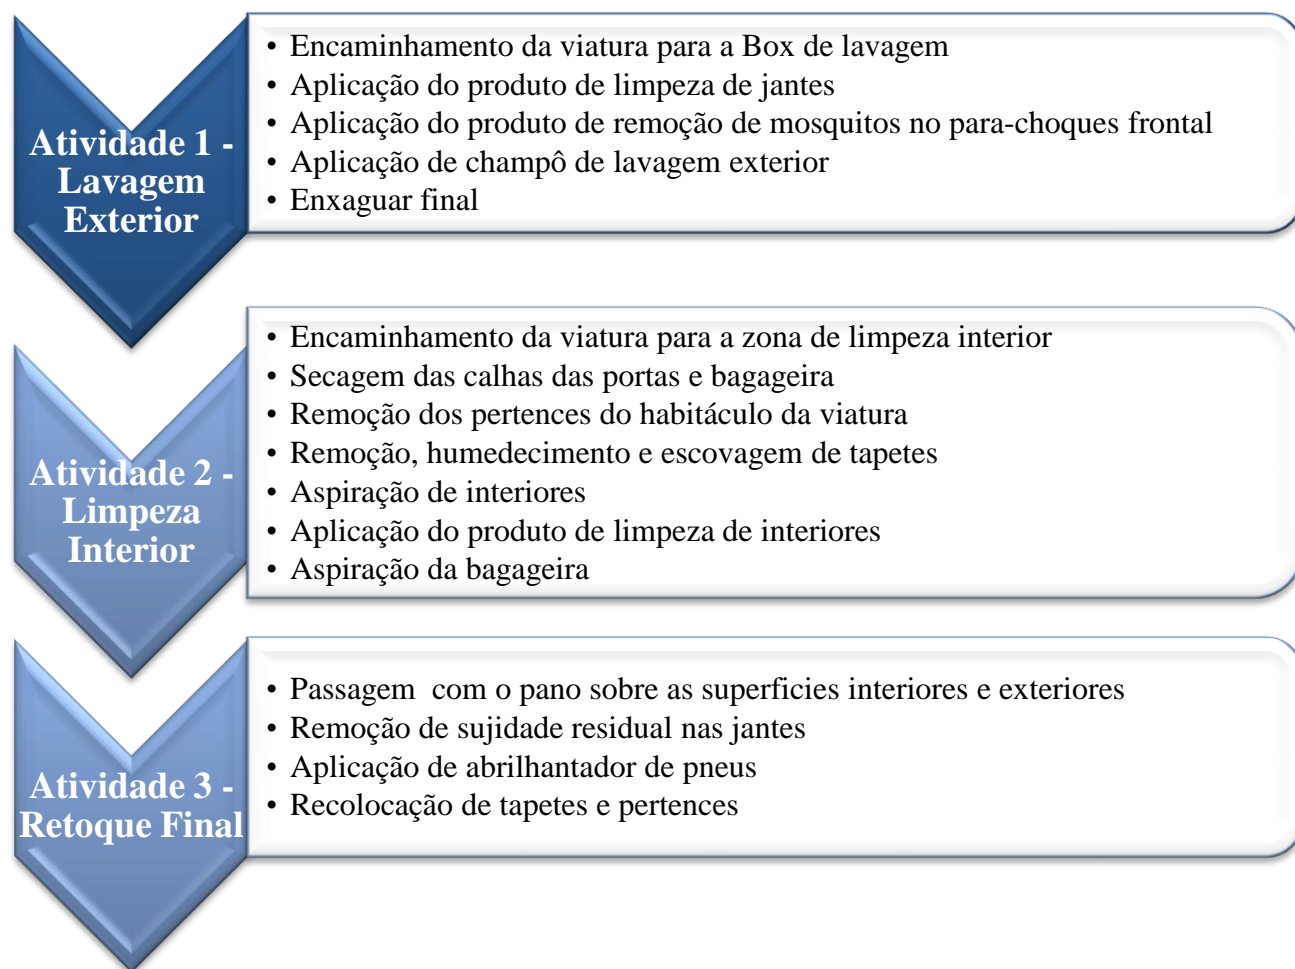 Atividade 1 -
Lavagem
Exterior
• Encaminhamento da viatura para a Box de lavagem
• Aplicação do produto de limpeza de jantes
• Aplicação do produto de remoção de mosquitos no para-choques frontal
• Aplicação de champô de lavagem exterior
• Enxaguar final
Atividade 2 -
Limpeza
Interior
• Encaminhamento da viatura para a zona de limpeza interior
• Secagem das calhas das portas e bagageira
• Remoção dos pertences do habitáculo da viatura
• Remoção, humedecimento e escovagem de tapetes
• Aspiração de interiores
• Aplicação do produto de limpeza de interiores
• Aspiração da bagageira
Atividade 3 -
Retoque Final
• Passagem  com o pano sobre as superficies interiores e exteriores
• Remoção de sujidade residual nas jantes
• Aplicação de abrilhantador de pneus
• Recolocação de tapetes e pertences